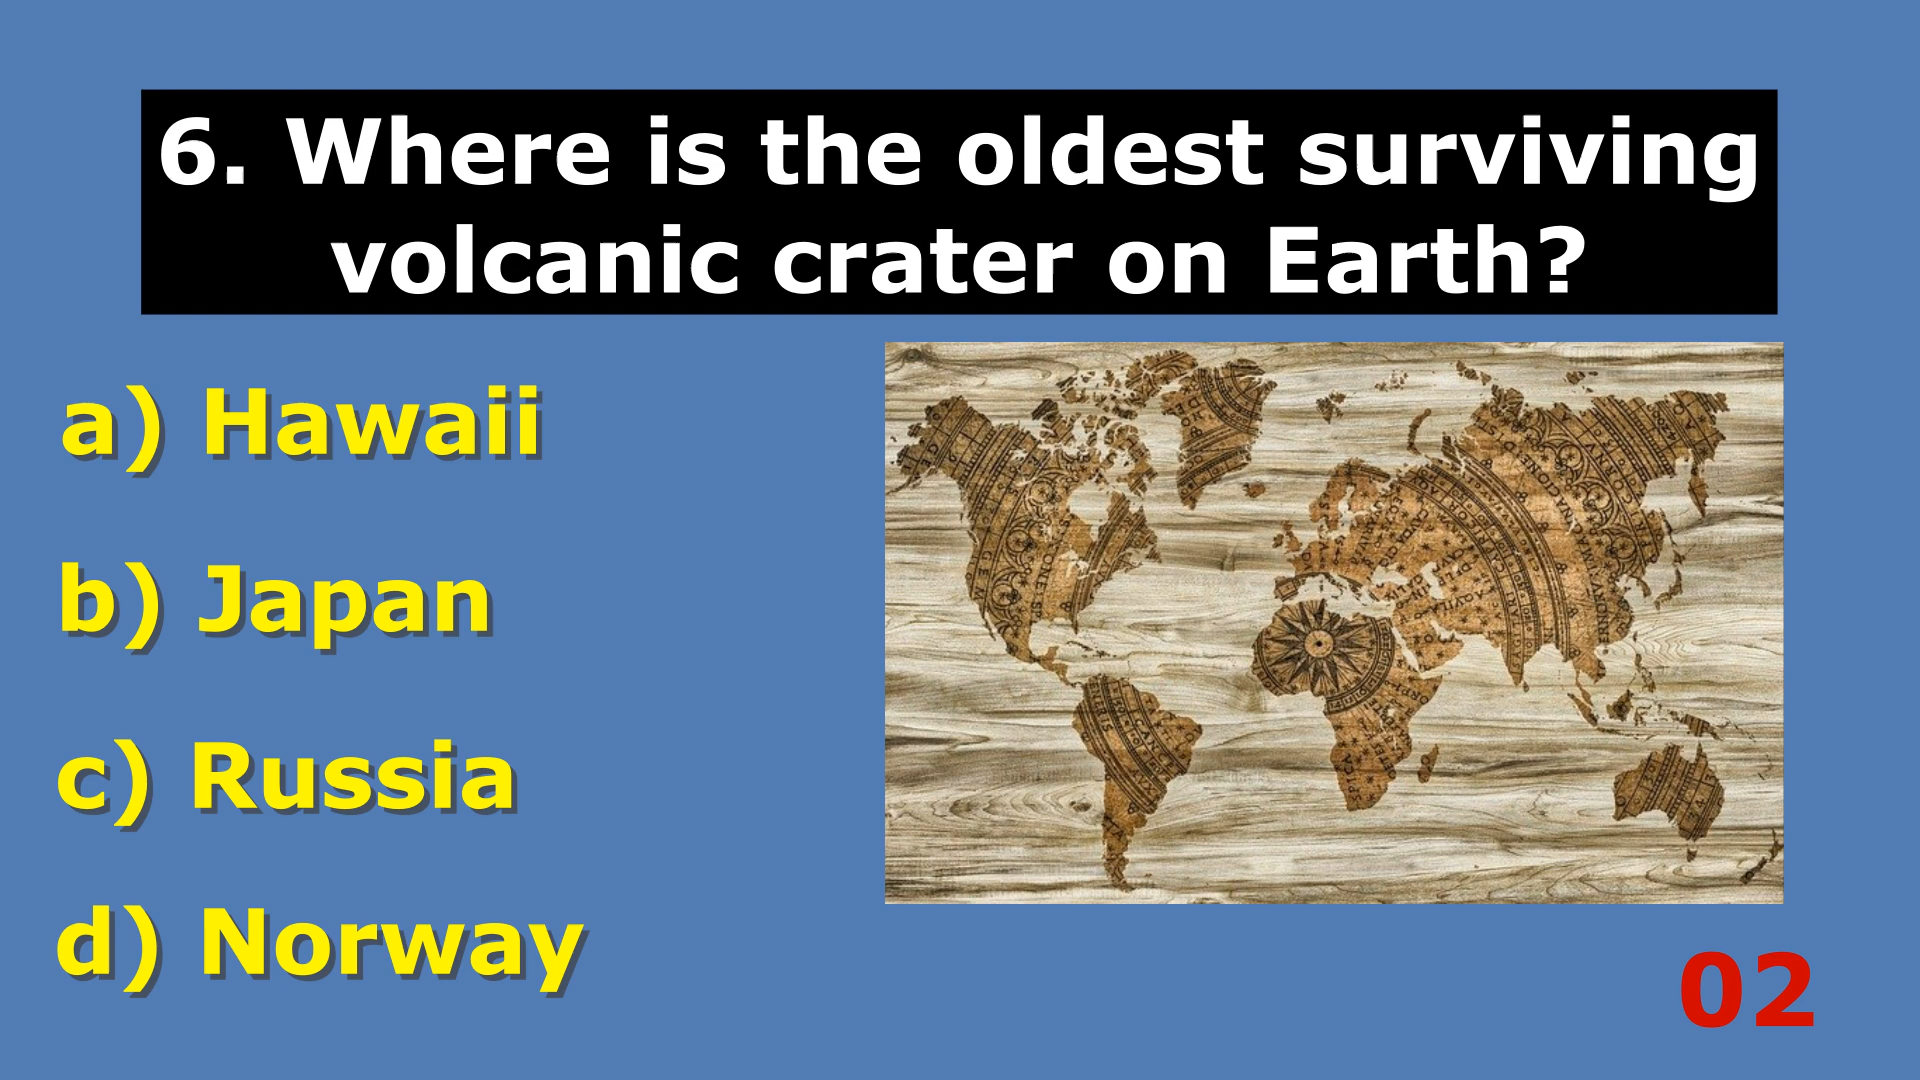 6. Where is the oldest surviving
volcanic crater on Earth?
a) Hawaii
b) Japan
c) Russia
d) Norway
02